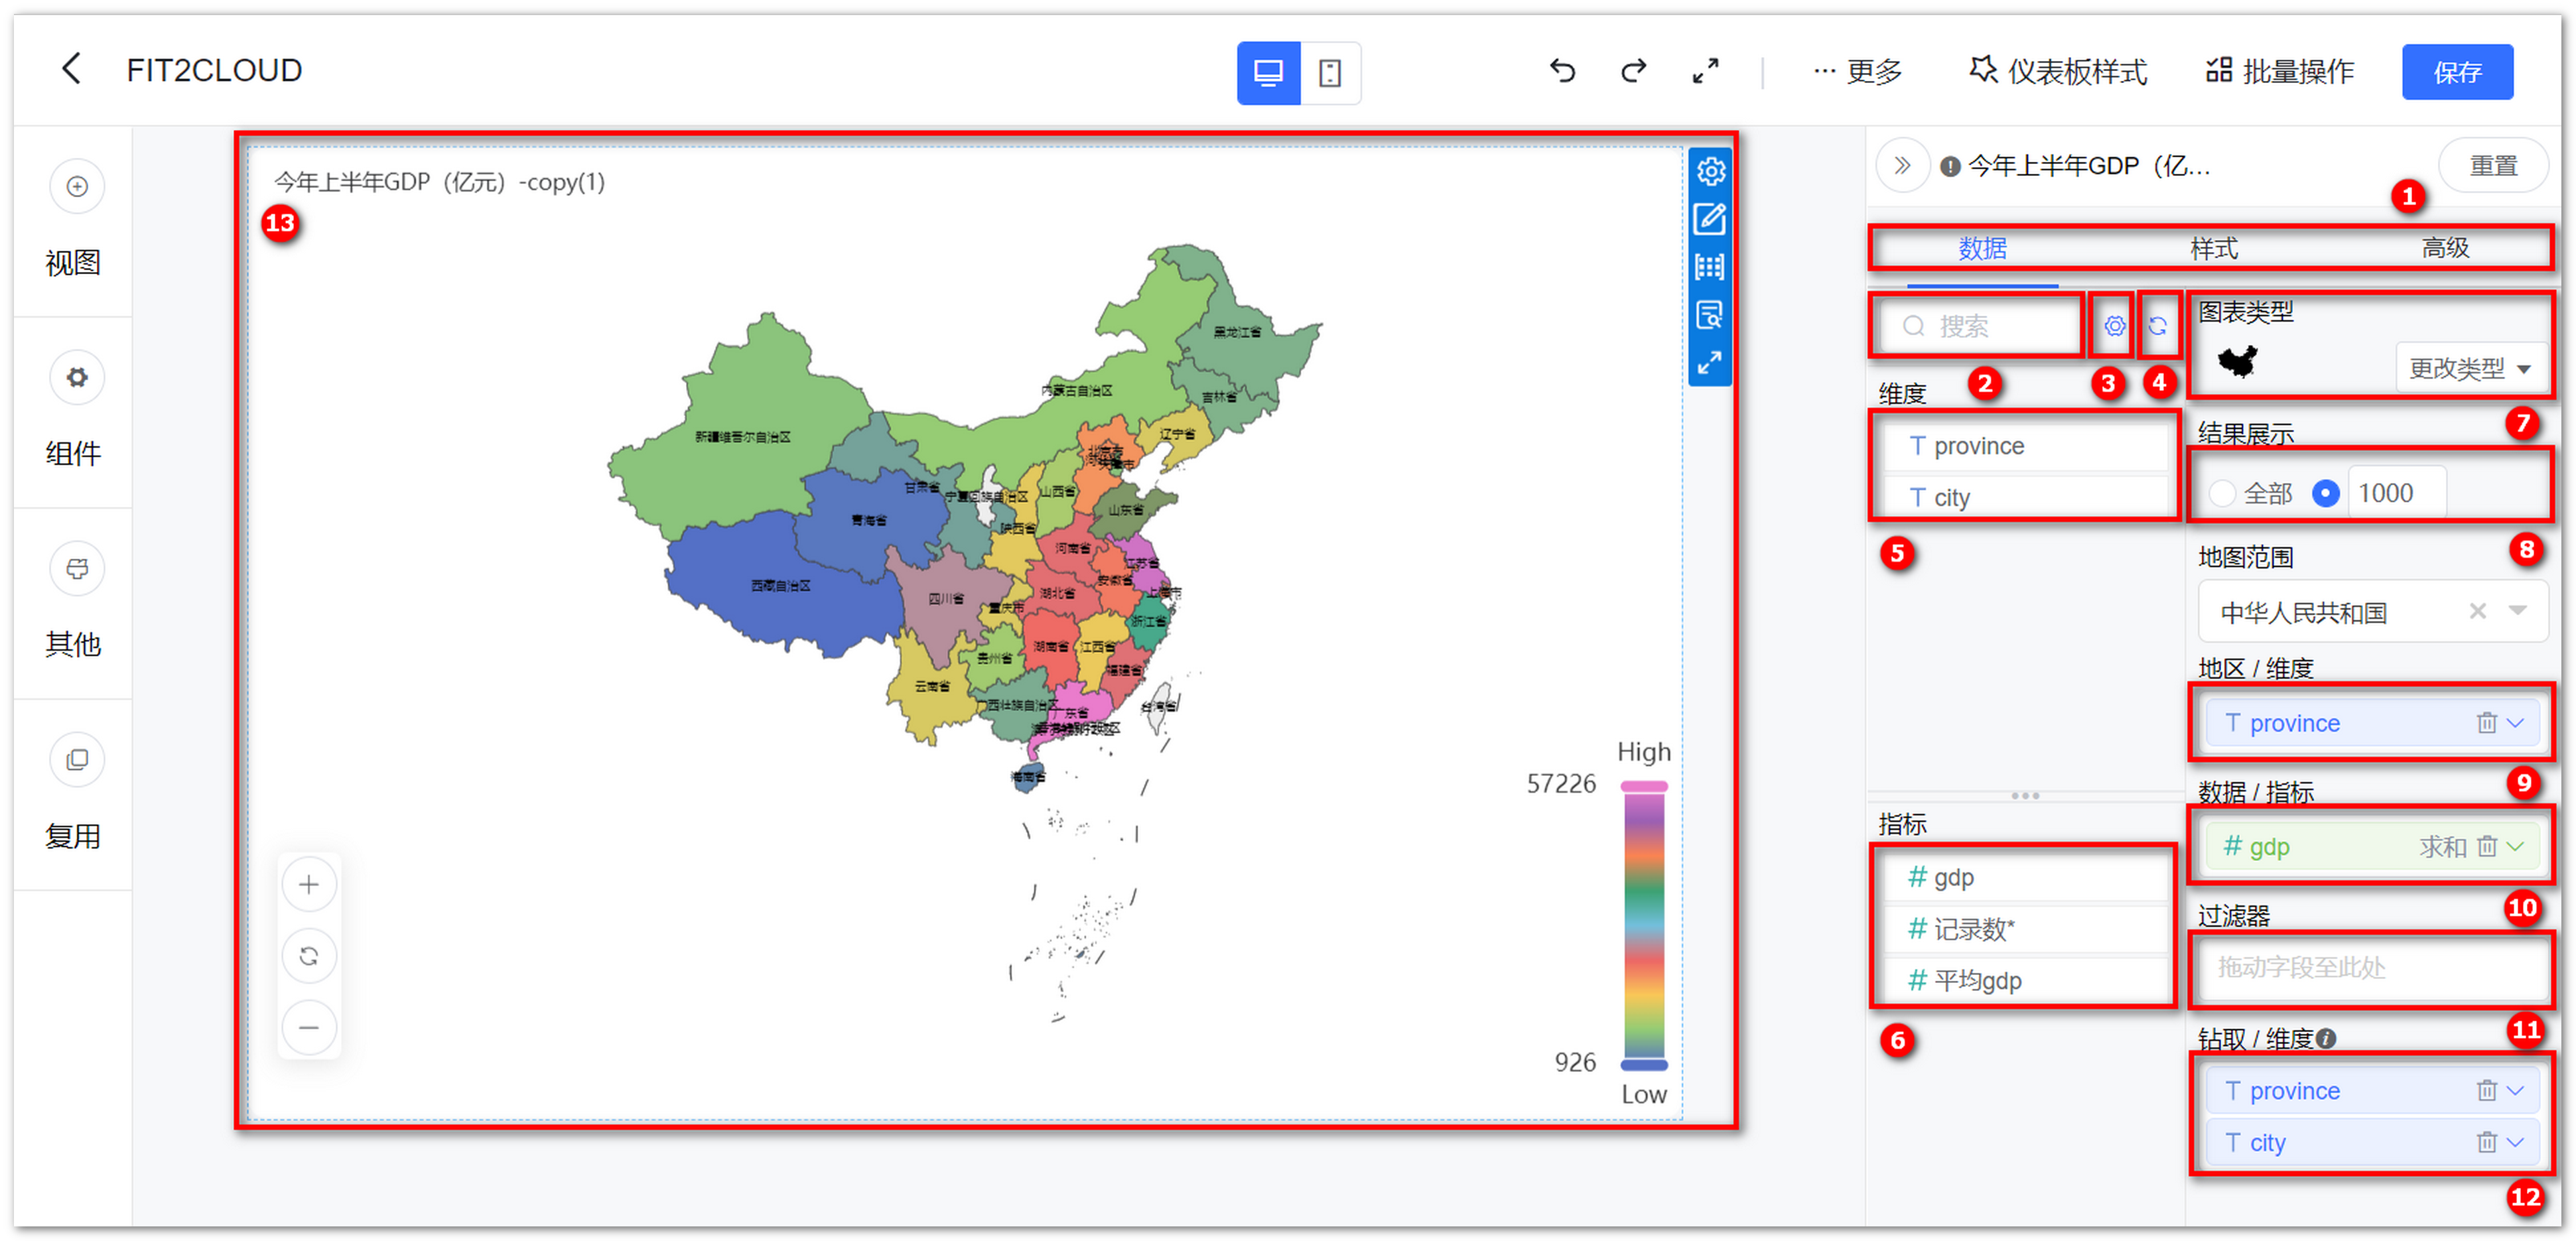 FIT2CLOUD
··· 更多
仪表板样式
批量操作
保存
视图
组件
其他
复用
今年上半年GDP（亿元）-copy(1)
13
黑龙江省
内蒙古自治区
吉林省
新疆维吾尔自治区
辽宁省
北京市
天津市
甘肃省
宁夏回族自治区
山西省
山东省
青海省
陕西省
河南省
江苏省
西藏自治区
安徽省
四川省
湖北省
上海市
重庆市
浙江省
湖南省
江西省
贵州省
福建省
云南省
广西壮族自治区
广东省
台湾省
海南省
High
57226
926
Low
今年上半年GDP（亿...
重置
1
数据
样式
高级
搜索
2
3
4
维度
province
city
5
指标
gdp
记录数*
平均gdp
6
图表类型
更改类型
7
结果展示
全部
1000
8
地图范围
中华人民共和国
地区 / 维度
province
9
数据 / 指标
gdp
求和
10
过滤器
拖动字段至此处
11
钻取 / 维度
province
city
12